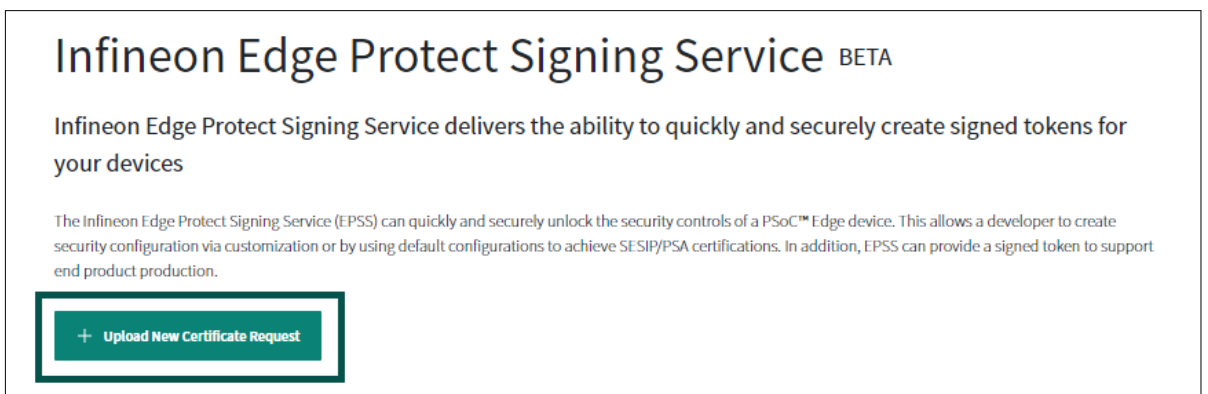 Infineon Edge Protect Signing Service BETA
Infineon Edge Protect Signing Service delivers the ability to quickly and securely create signed tokens for
your devices
The Infineon Edge Protect Signing Service (EPSS) can quickly and securely unlock the security controls of a PSoC™ Edge device. This allows a developer to create
security configuration via customization or by using default configurations to achieve SESIP/PSA certifications. In addition, EPSS can provide a signed token to support
end product production.
+ Upload New Certificate Request